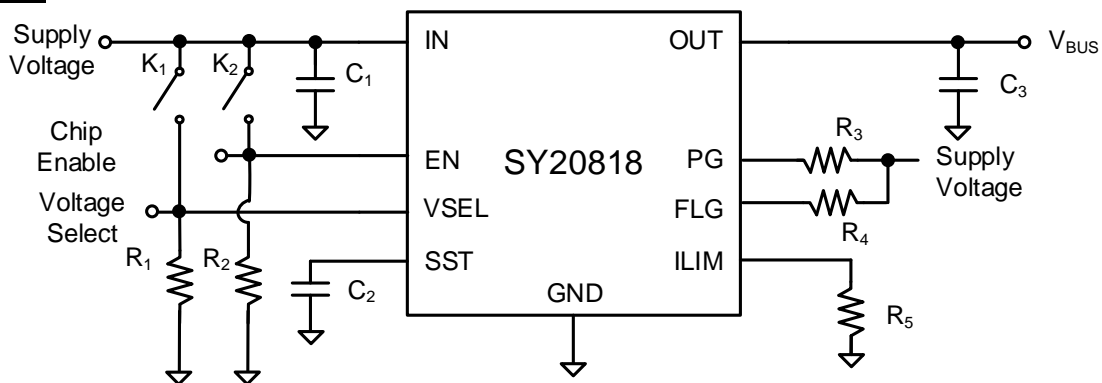 Supply
Voltage
K₁
K₂
C₁
IN
OUT
V_BUS
C₃
Chip
Enable
EN
SY20818
PG
R₃
Supply
Voltage
Voltage
Select
VSEL
FLG
R₄
R₁
R₂
SST
C₂
ILIM
GND
R₅